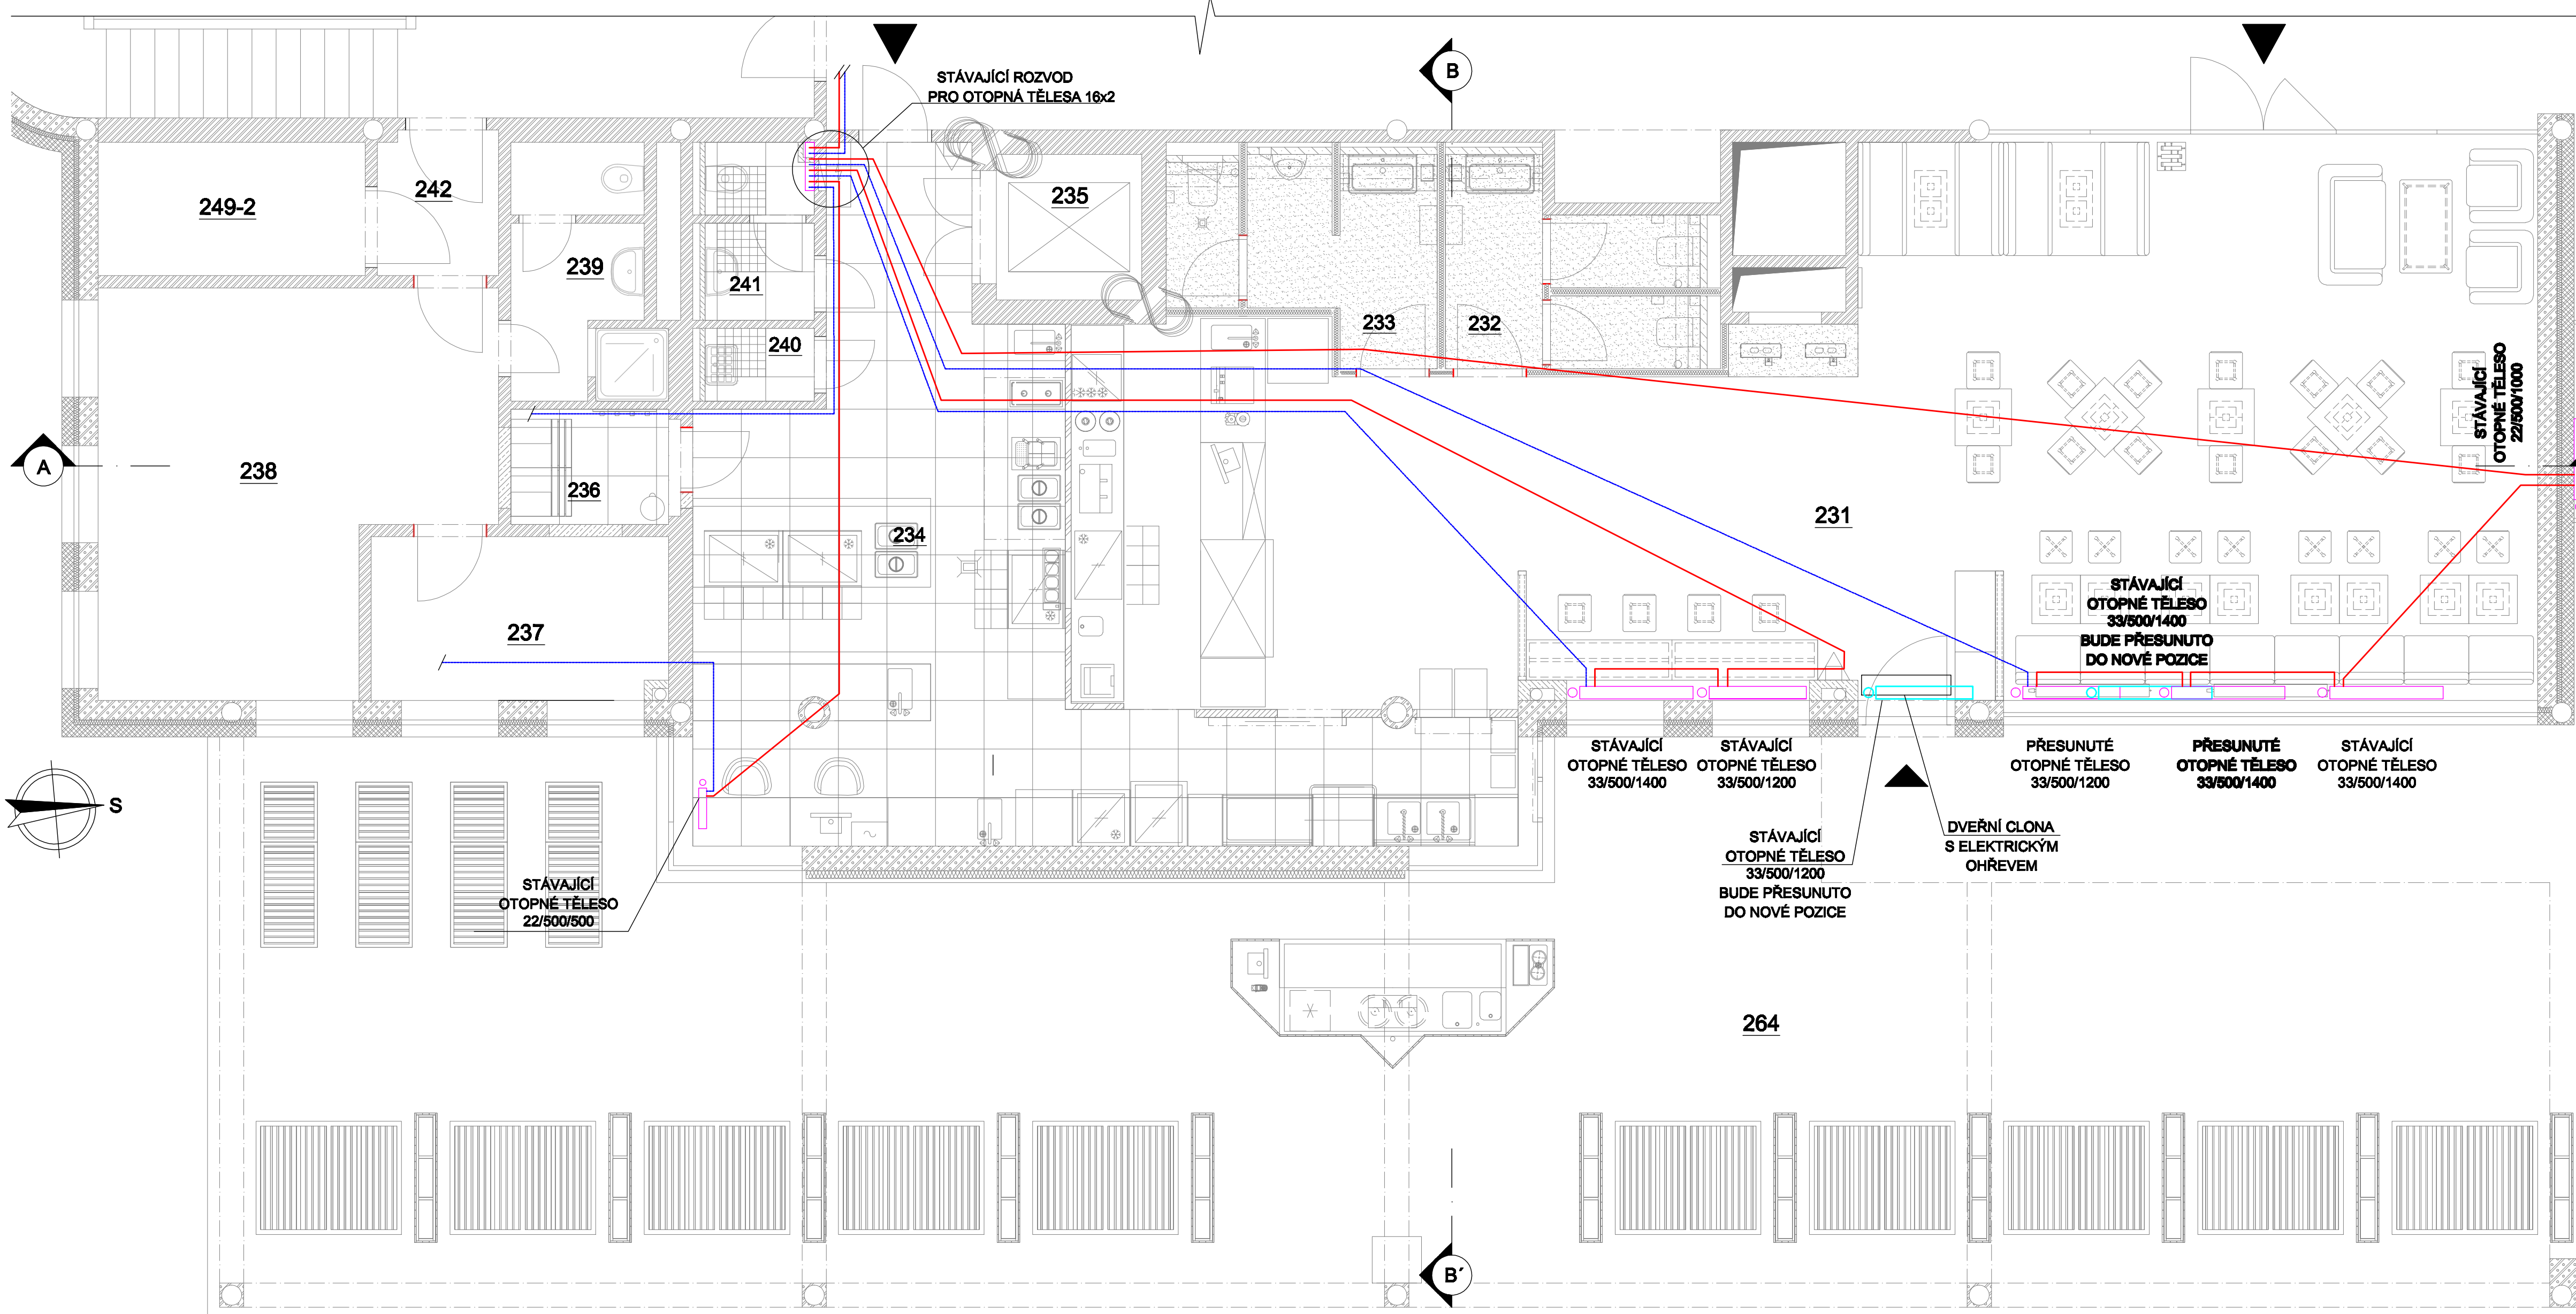 STÁVAJÍCÍ ROZVOD
PRO OTOPNÁ TĚLESA 16x2
B
249-2
242
239
241
240
235
233
232
STÁVAJÍCÍ
OTOPNÉ TĚLESO
22/500/1000
A
238
236
234
231
237
STÁVAJÍCÍ
OTOPNÉ TĚLESO
33/500/1400
BUDE PŘESUNUTO
DO NOVÉ POZICE
STÁVAJÍCÍ
OTOPNÉ TĚLESO
33/500/1400
STÁVAJÍCÍ
OTOPNÉ TĚLESO
33/500/1200
PŘESUNUTÉ
OTOPNÉ TĚLESO
33/500/1200
PŘESUNUTÉ
OTOPNÉ TĚLESO
33/500/1400
STÁVAJÍCÍ
OTOPNÉ TĚLESO
33/500/1400
S
STÁVAJÍCÍ
OTOPNÉ TĚLESO
33/500/1200
BUDE PŘESUNUTO
DO NOVÉ POZICE
DVEŘNÍ CLONA
S ELEKTRICKÝM
OHŘEVEM
STÁVAJÍCÍ
OTOPNÉ TĚLESO
22/500/500
264
B´